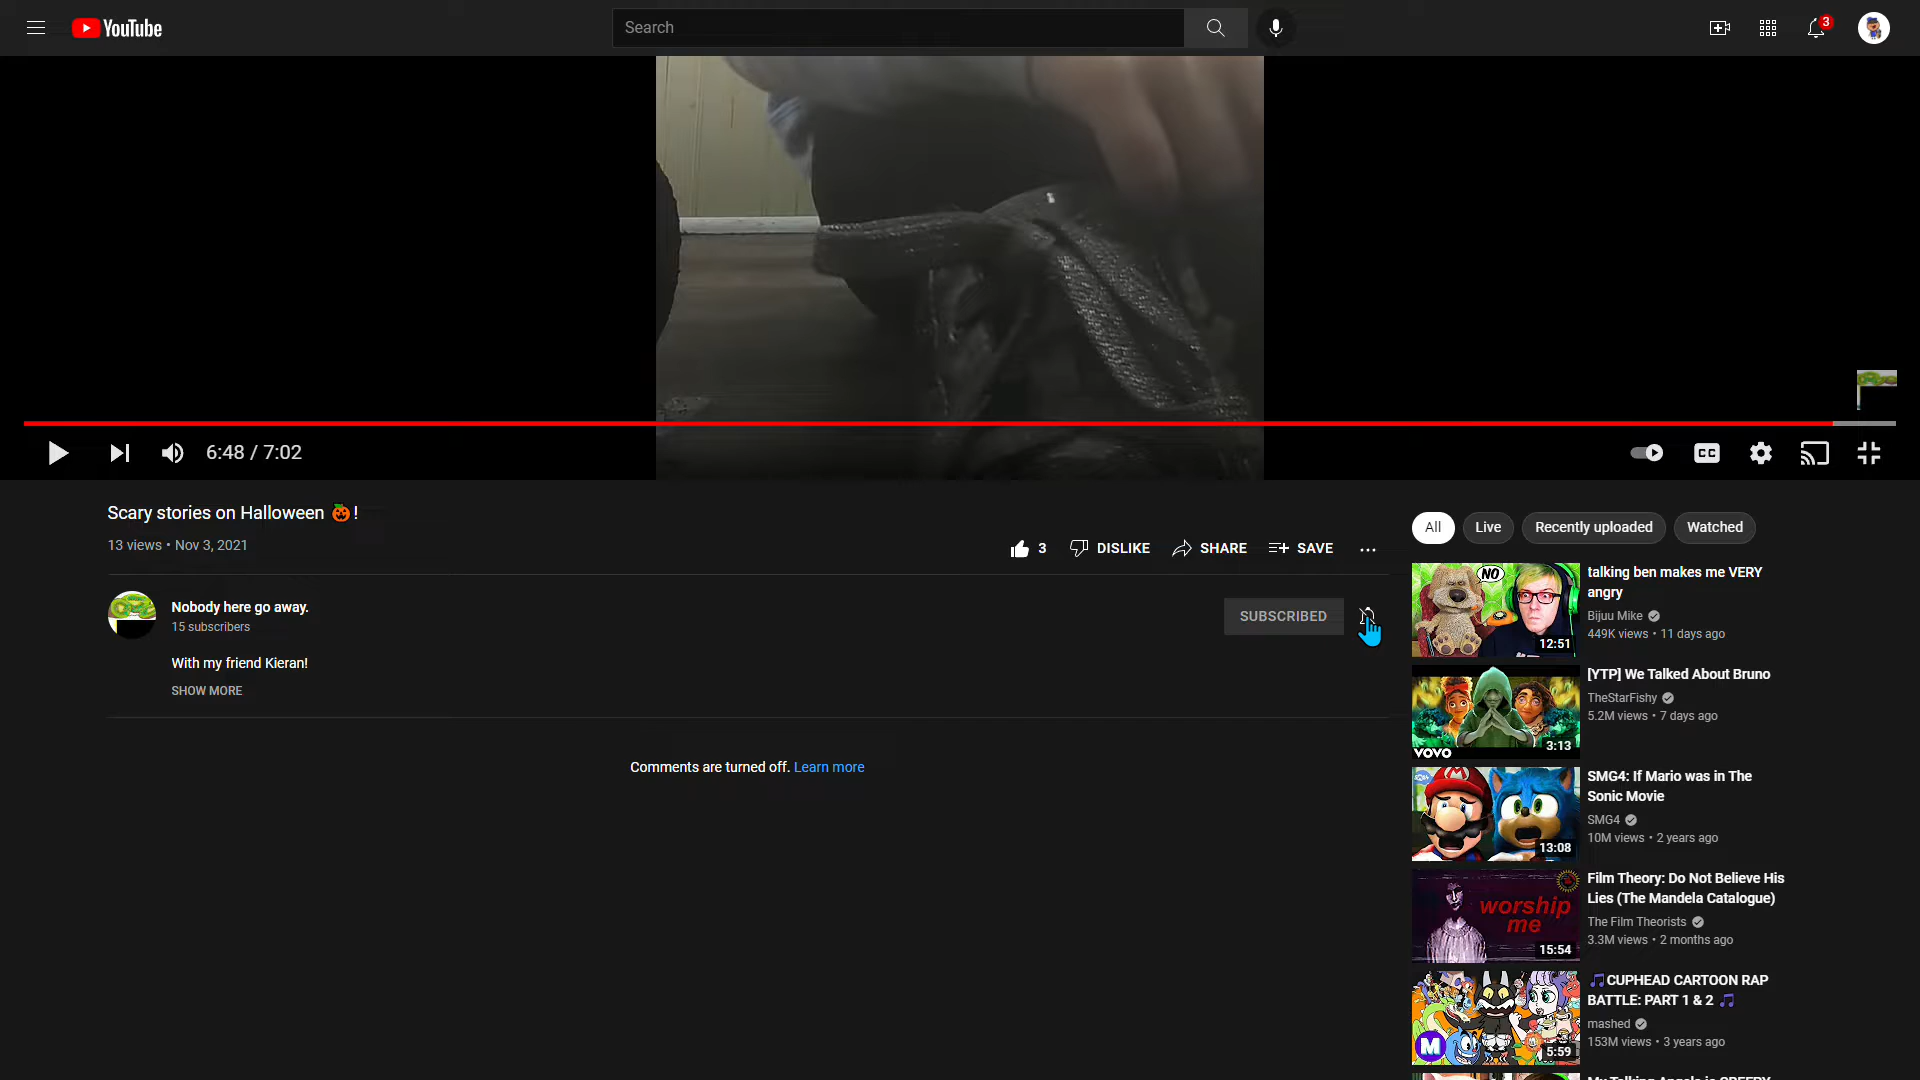 YouTube
Search
3
6:48 / 7:02
CC
Scary stories on Halloween 🎃!
13 views • Nov 3, 2021
3
DISLIKE
SHARE
SAVE
Nobody here go away.
15 subscribers
SUBSCRIBED
With my friend Kieran!
SHOW MORE
Comments are turned off. Learn more
All
Live
Recently uploaded
Watched
NO
12:51
talking ben makes me VERY
angry
Bijuu Mike
449K views • 11 days ago
VOVO
3:13
[YTP] We Talked About Bruno
TheStarFishy
5.2M views • 7 days ago
13:08
SMG4: If Mario was in The
Sonic Movie
SMG4
10M views • 2 years ago
worship
me
15:54
Film Theory: Do Not Believe His
Lies (The Mandela Catalogue)
The Film Theorists
3.3M views • 2 months ago
M
5:59
🎵CUPHEAD CARTOON RAP
BATTLE: PART 1 & 2 🎵
mashed
153M views • 3 years ago